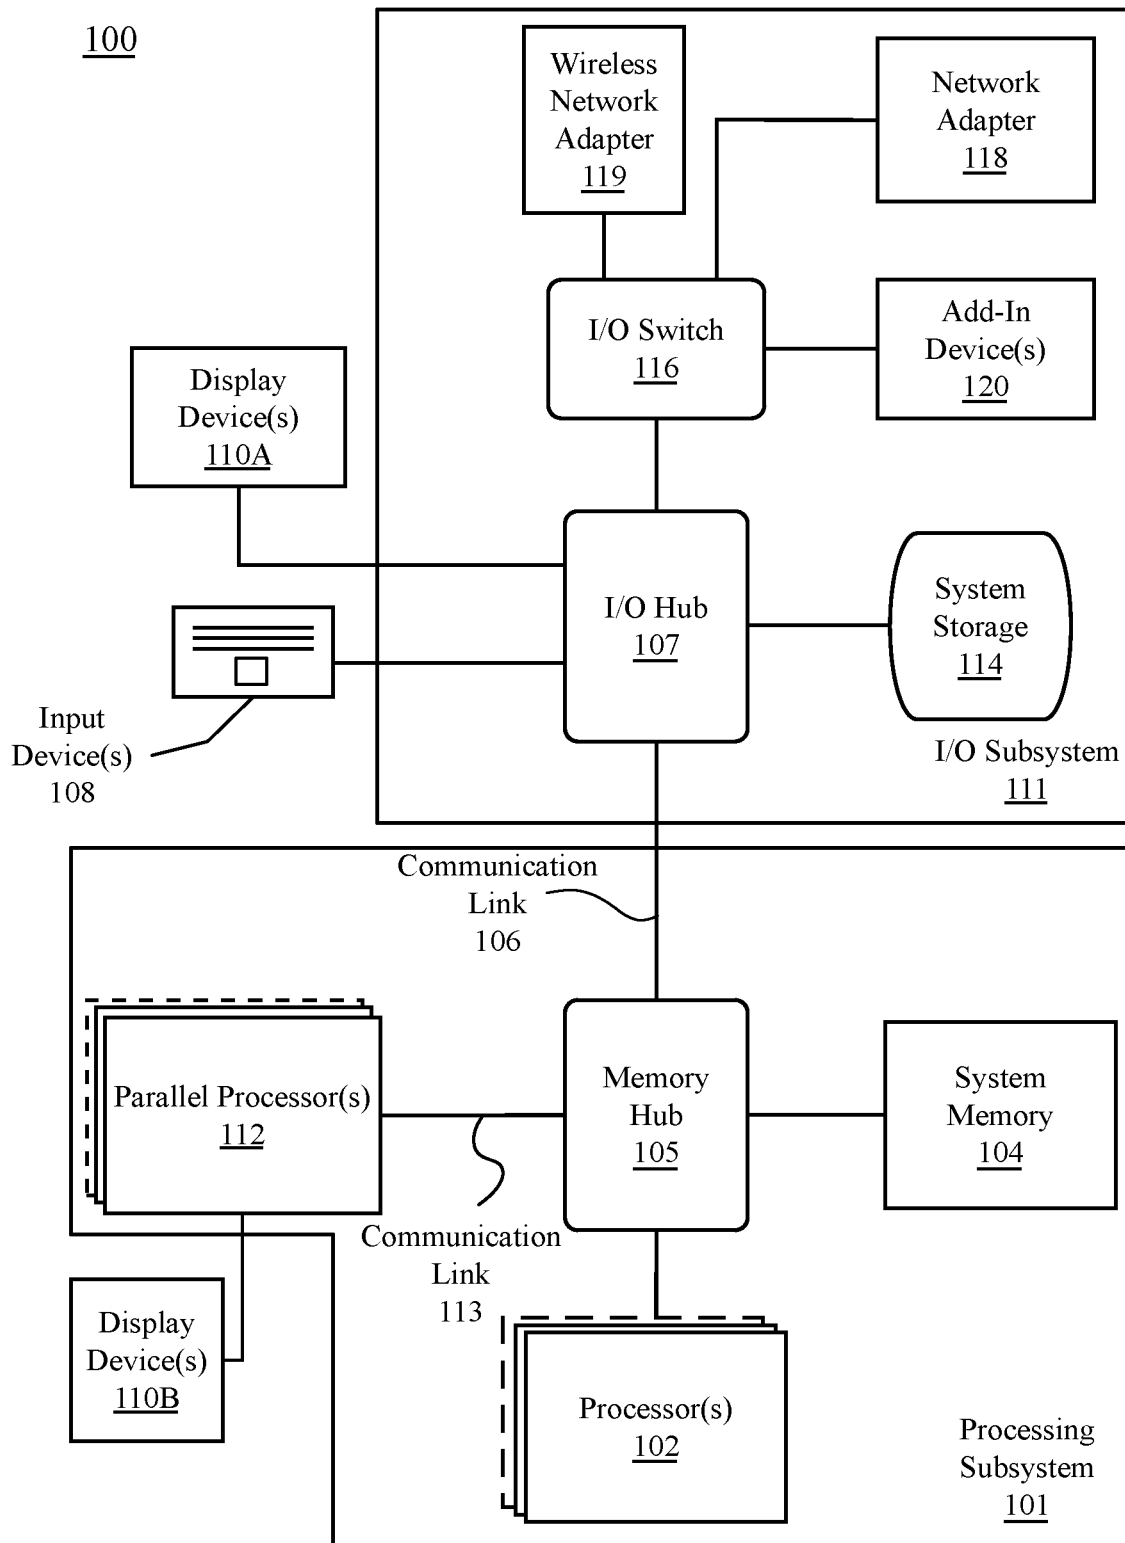 100
Wireless
Network
Adapter
119
Network
Adapter
118
I/O Switch
116
Add-In
Device(s)
120
Display
Device(s)
110A
I/O Hub
107
System
Storage
114
Input
Device(s)
108
I/O Subsystem
111
Communication
Link
106
Parallel Processor(s)
112
Memory
Hub
105
System
Memory
104
Communication
Link
113
Display
Device(s)
110B
Processor(s)
102
Processing
Subsystem
101